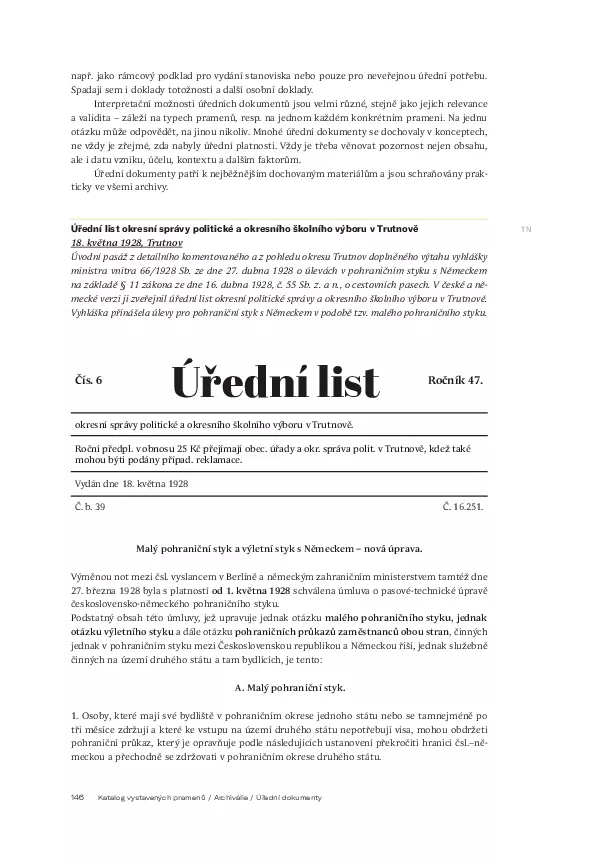 např. jako rámcový podklad pro vydání stanoviska nebo pouze pro neveřejnou úřední potřebu.
Spadají sem i doklady totožnosti a další osobní doklady.
Interpretační možnosti úředních dokumentů jsou velmi různé, stejně jako jejich relevance
a validita – záleží na typech pramenů, resp. na jednom každém konkrétním prameni. Na jednu
otázku může odpovědět, na jinou nikoliv. Mnohé úřední dokumenty se dochovaly v konceptech,
ne vždy je zřejmé, zda nabyly úřední platnosti. Vždy je třeba věnovat pozornost nejen obsahu,
ale i datu vzniku, účelu, kontextu a dalším faktorům.
Úřední dokumenty patří k nejběžnějším dochovaným materiálům a jsou schraňovány prak-
ticky ve všemi archivy.
Úřední list okresní správy politické a okresního školního výboru v Trutnově
TN
18. května 1928, Trutnov
Úvodní pasáž z detailního komentovaného a z pohledu okresu Trutnov doplněného výtahu vyhlášky
ministra vnitra 66/1928 Sb. ze dne 27. dubna 1928 o úlevách v pohraničním styku s Německem
na základě § 11 zákona ze dne 16. dubna 1928, č. 55 Sb. z. a n., o cestovních pasech. V české a ně-
mecké verzi ji zveřejnil úřední list okresní politické správy a okresního školního výboru v Trutnově.
Vyhláška přinášela úlevy pro pohraniční styk s Německem v podobě tzv. malého pohraničního styku.
Čís. 6
Úřední list
Ročník 47.
okresní správy politické a okresního školního výboru v Trutnově.
Roční předpl. v obnosu 25 Kč přejímají obec. úřady a okr. správa polit. v Trutnově, kdež také
mohou býti podány případ. reklamace.
Vydán dne 18. května 1928
Č. b. 39
Č. 16.251.
Malý pohraniční styk a výletní styk s Německem – nová úprava.
Výměnou not mezi čsl. vyslancem v Berlíně a německým zahraničním ministerstvem tamtéž dne
27. března 1928 byla s platností od 1. května 1928 schválena úmluva o pasově-technické úpravě
československo-německého pohraničního styku.
Podstatný obsah této úmluvy, jež upravuje jednak otázku malého pohraničního styku, jednak
otázku výletního styku a dále otázku pohraničních průkazů zaměstnanců obou stran, činných
jednak v pohraničním styku mezi Československou republikou a Německou říší, jednak služebně
činných na území druhého státu a tam bydlících, je tento:
A. Malý pohraniční styk.
1. Osoby, které mají své bydliště v pohraničním okrese jednoho státu nebo se tamnejméně po
tři měsíce zdržují a které ke vstupu na území druhého státu nepotřebují visa, mohou obdržeti
pohraniční průkaz, který je opravňuje podle následujících ustanovení překročiti hranici čsl.–ně-
meckou a přechodně se zdržovati v pohraničním okrese druhého státu.
146 Katalog vystavených pramenů / Archiválie / Úřední dokumenty